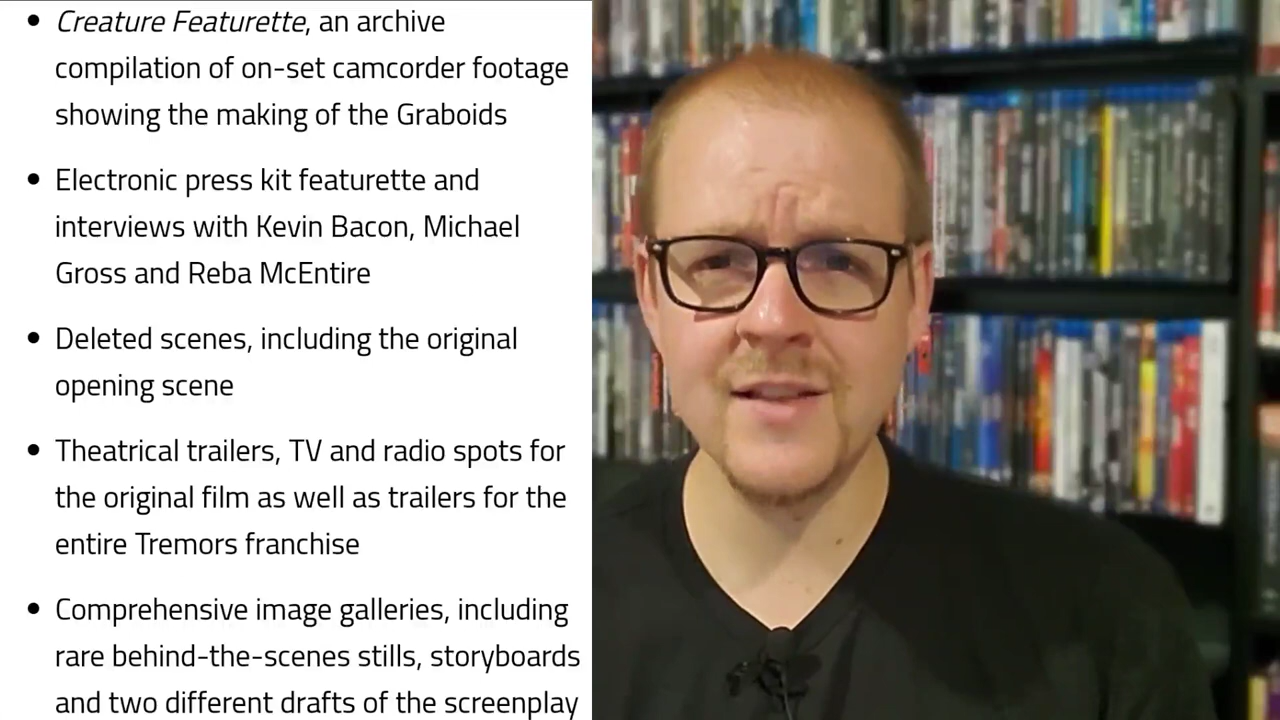 Creature Featurette, an archive
compilation of on-set camcorder footage
showing the making of the Graboids
Electronic press kit featurette and
interviews with Kevin Bacon, Michael
Gross and Reba McEntire
Deleted scenes, including the original
opening scene
Theatrical trailers, TV and radio spots for
the original film as well as trailers for the
entire Tremors franchise
Comprehensive image galleries, including
rare behind-the-scenes stills, storyboards
and two different drafts of the screenplay